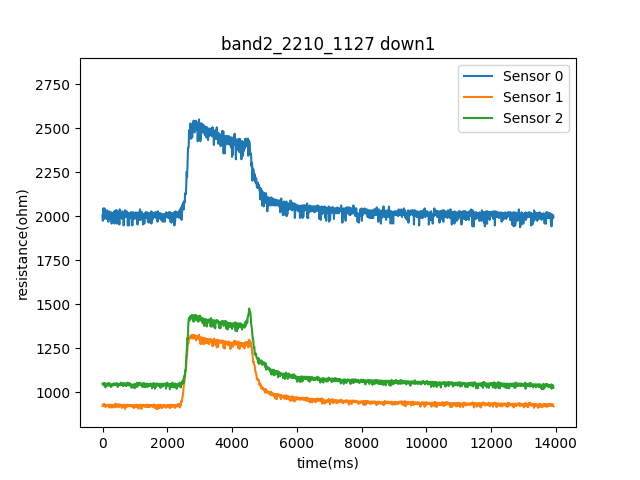 band2_2210_1127 down1
Sensor 0
Sensor 1
Sensor 2
resistance(ohm)
2750
2500
2250
2000
1750
1500
1250
1000
0 2000 4000 6000 8000 10000 12000 14000
time(ms)